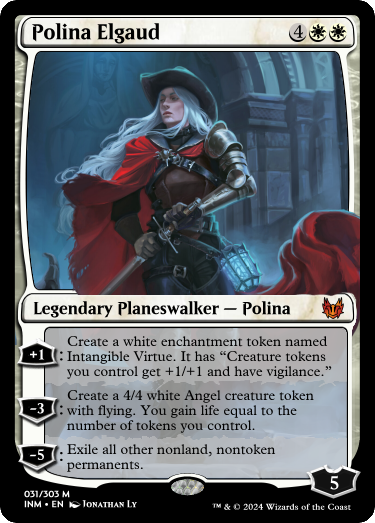 Polina Elgaud 4
Legendary Planeswalker — Polina
+1: Create a white enchantment token named
Intangible Virtue. It has “Creature tokens
you control get +1/+1 and have vigilance.”
-3: Create a 4/4 white Angel creature token
with flying. You gain life equal to the
number of tokens you control.
-5: Exile all other nonland, nontoken
permanents.
5
031/303 M
INM • EN Jonathan Ly
™ & © 2024 Wizards of the Coast